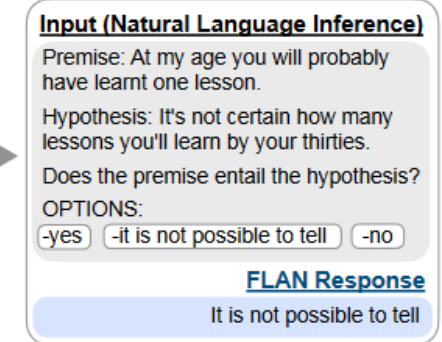 Input (Natural Language Inference)
Premise: At my age you will probably
have learnt one lesson.
Hypothesis: It's not certain how many
lessons you'll learn by your thirties.
Does the premise entail the hypothesis?
OPTIONS:
-yes -it is not possible to tell -no
FLAN Response
It is not possible to tell